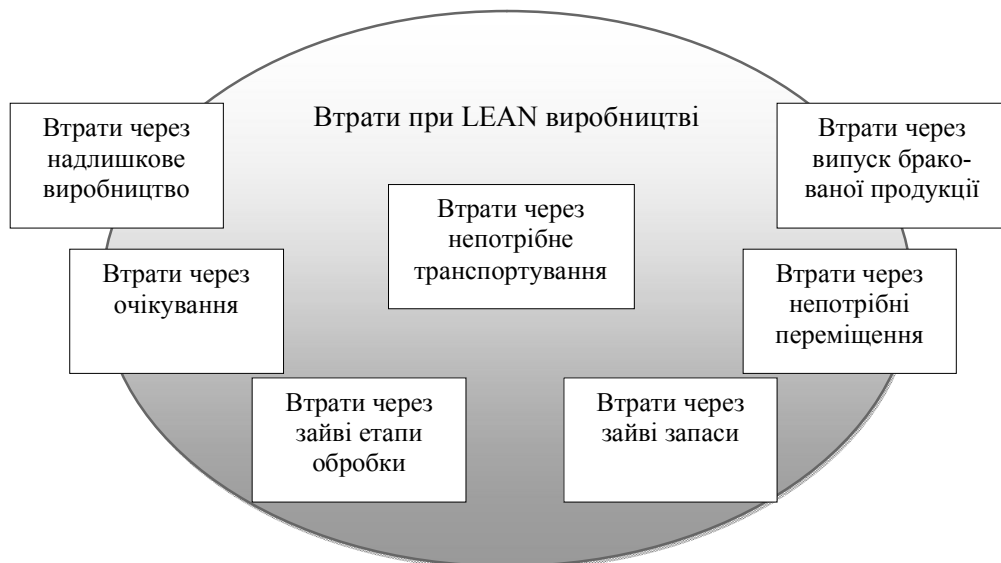 Втрати при LEAN виробництві
Втрати через
надлишкове
виробництво
Втрати через
випуск брако-
ваної продукції
Втрати через
непотрібне
транспортування
Втрати через
очікування
Втрати через
непотрібні
переміщення
Втрати через
зайві етапи
обробки
Втрати через
зайві запаси